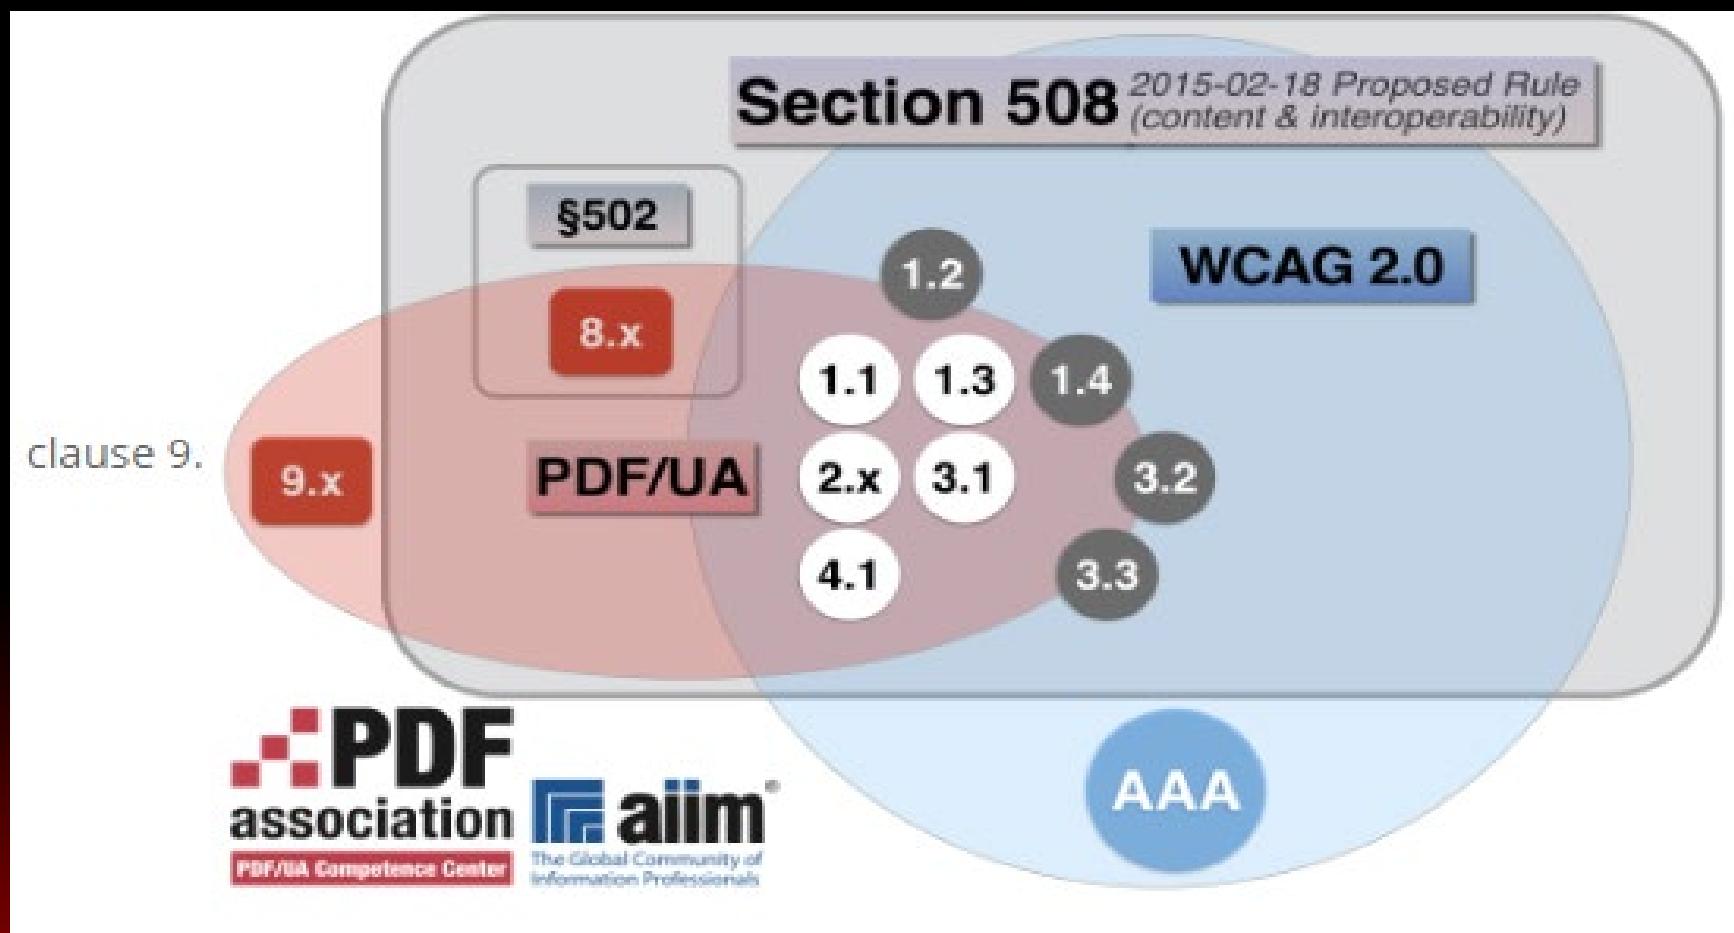 Section 508
2015-02-18 Proposed Rule
(content & interoperability)
§502
WCAG 2.0
1.2
8.x
1.1
1.3
1.4
clause 9.
9.x
PDF/UA
2.x
3.1
3.2
4.1
3.3
PDF
association
PDF/UA Competence Center
aiim®
The Global Community of
Information Professionals
AAA